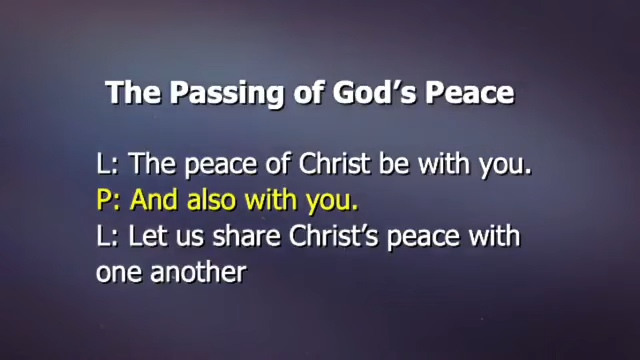 The Passing of God's Peace
L: The peace of Christ be with you.
P: And also with you.
L: Let us share Christ's peace with
one another